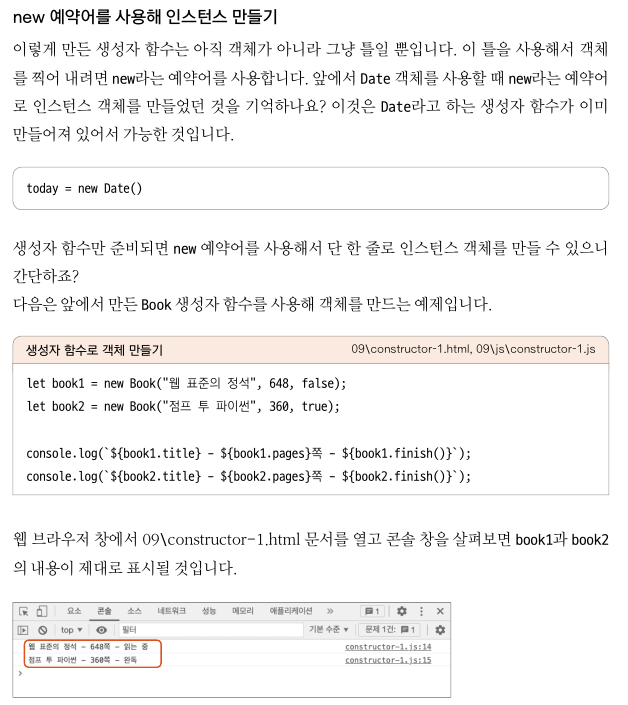 new 예약어를 사용해 인스턴스 만들기
이렇게 만든 생성자 함수는 아직 객체가 아니라 그냥 틀일 뿐입니다. 이 틀을 사용해서 객체
를 찍어 내려면 new라는 예약어를 사용합니다. 앞에서 Date 객체를 사용할 때 new라는 예약어
로 인스턴스 객체를 만들었던 것을 기억하나요? 이것은 Date라고 하는 생성자 함수가 이미
만들어져 있어서 가능한 것입니다.
today = new Date()
생성자 함수만 준비되면 new 예약어를 사용해서 단 한 줄로 인스턴스 객체를 만들 수 있으니
간단하죠?
다음은 앞에서 만든 Book 생성자 함수를 사용해 객체를 만드는 예제입니다.
생성자 함수로 객체 만들기 09\constructor-1.html, 09\js\constructor-1.js
let book1 = new Book("웹 표준의 정석", 648, false);
let book2 = new Book("점프 투 파이썬", 360, true);
console.log(`${book1.title} - ${book1.pages}쪽 - ${book1.finish()}`);
console.log(`${book2.title} - ${book2.pages}쪽 - ${book2.finish()}`);
웹 브라우저 창에서 09\constructor-1.html 문서를 열고 콘솔 창을 살펴보면 book1과 book2
의 내용이 제대로 표시될 것입니다.
요소 콘솔 소스 네트워크 성능 메모리 애플리케이션 » 1
top ▼ 필터 기본 수준 ▼ 문제 1건: 1
웹 표준의 정석 - 648쪽 - 읽는 중 constructor-1.js:14
점프 투 파이썬 - 360쪽 - 완독 constructor-1.js:15
>